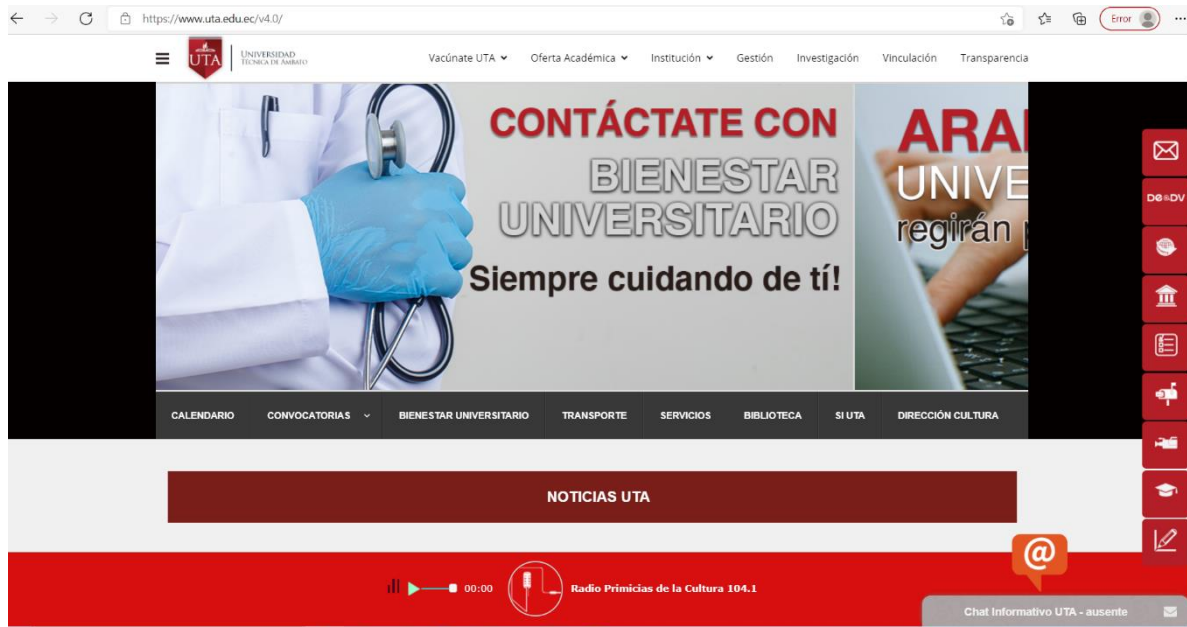 https://www.uta.edu.ec/v4.0/
Error
UTA
UNIVERSIDAD
TÉCNICA DE AMBATO
Vacúnate UTA
Oferta Académica
Institución
Gestión
Investigación
Vinculación
Transparencia
CONTÁCTATE CON
BIENESTAR
UNIVERSITARIO
Siempre cuidando de tí!
ARA
UNIVE
regirán
DØ®DV
CALENDARIO
CONVOCATORIAS
BIENESTAR UNIVERSITARIO
TRANSPORTE
SERVICIOS
BIBLIOTECA
SI UTA
DIRECCIÓN CULTURA
NOTICIAS UTA
00:00
Radio Primicias de la Cultura 104.1
@
Chat Informativo UTA - ausente